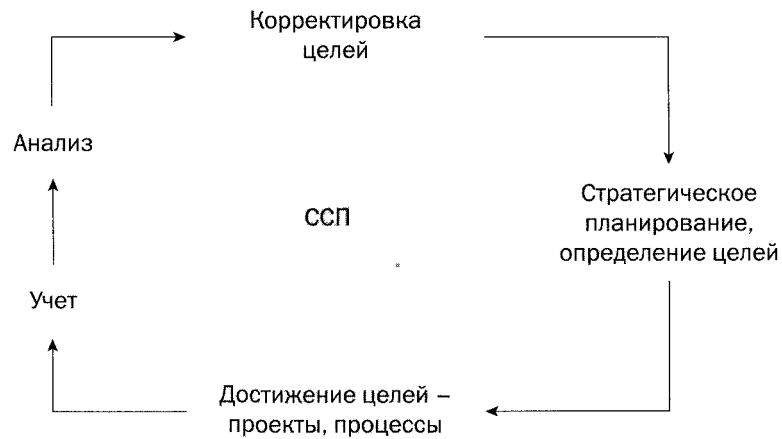 Корректировка
целей
Анализ
Стратегическое
планирование,
определение целей
ССП
Учет
Достижение целей –
проекты, процессы